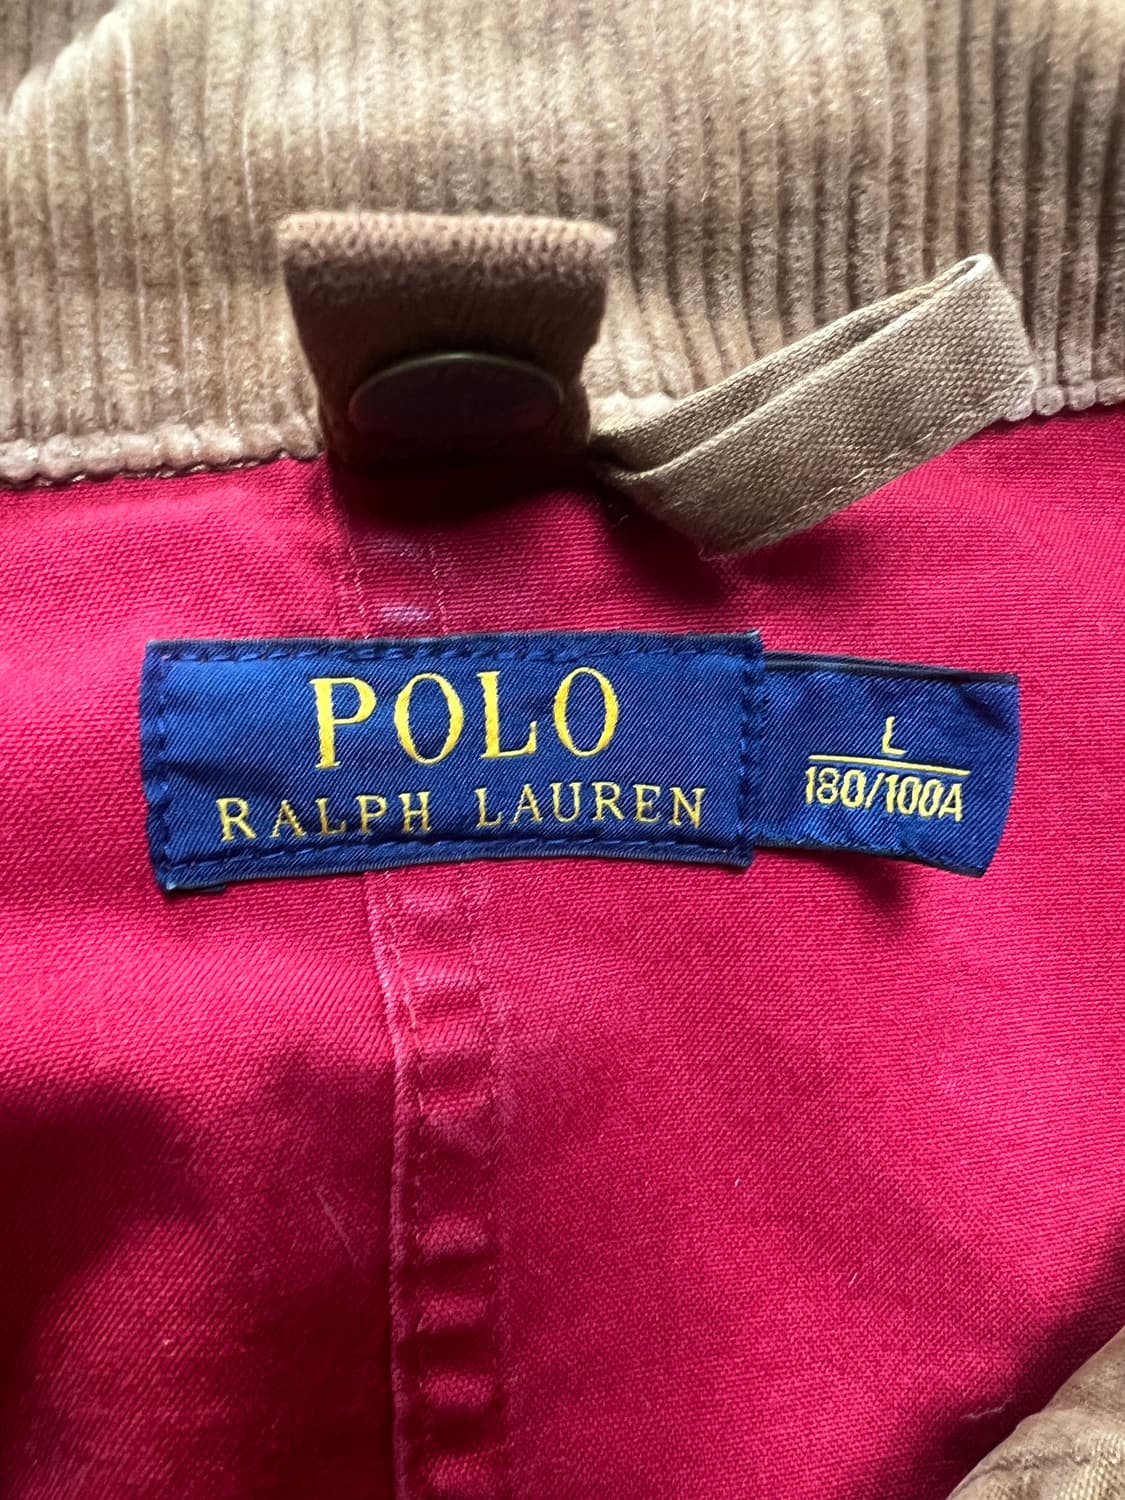 POLO
RALPH LAUREN
L
180/100A